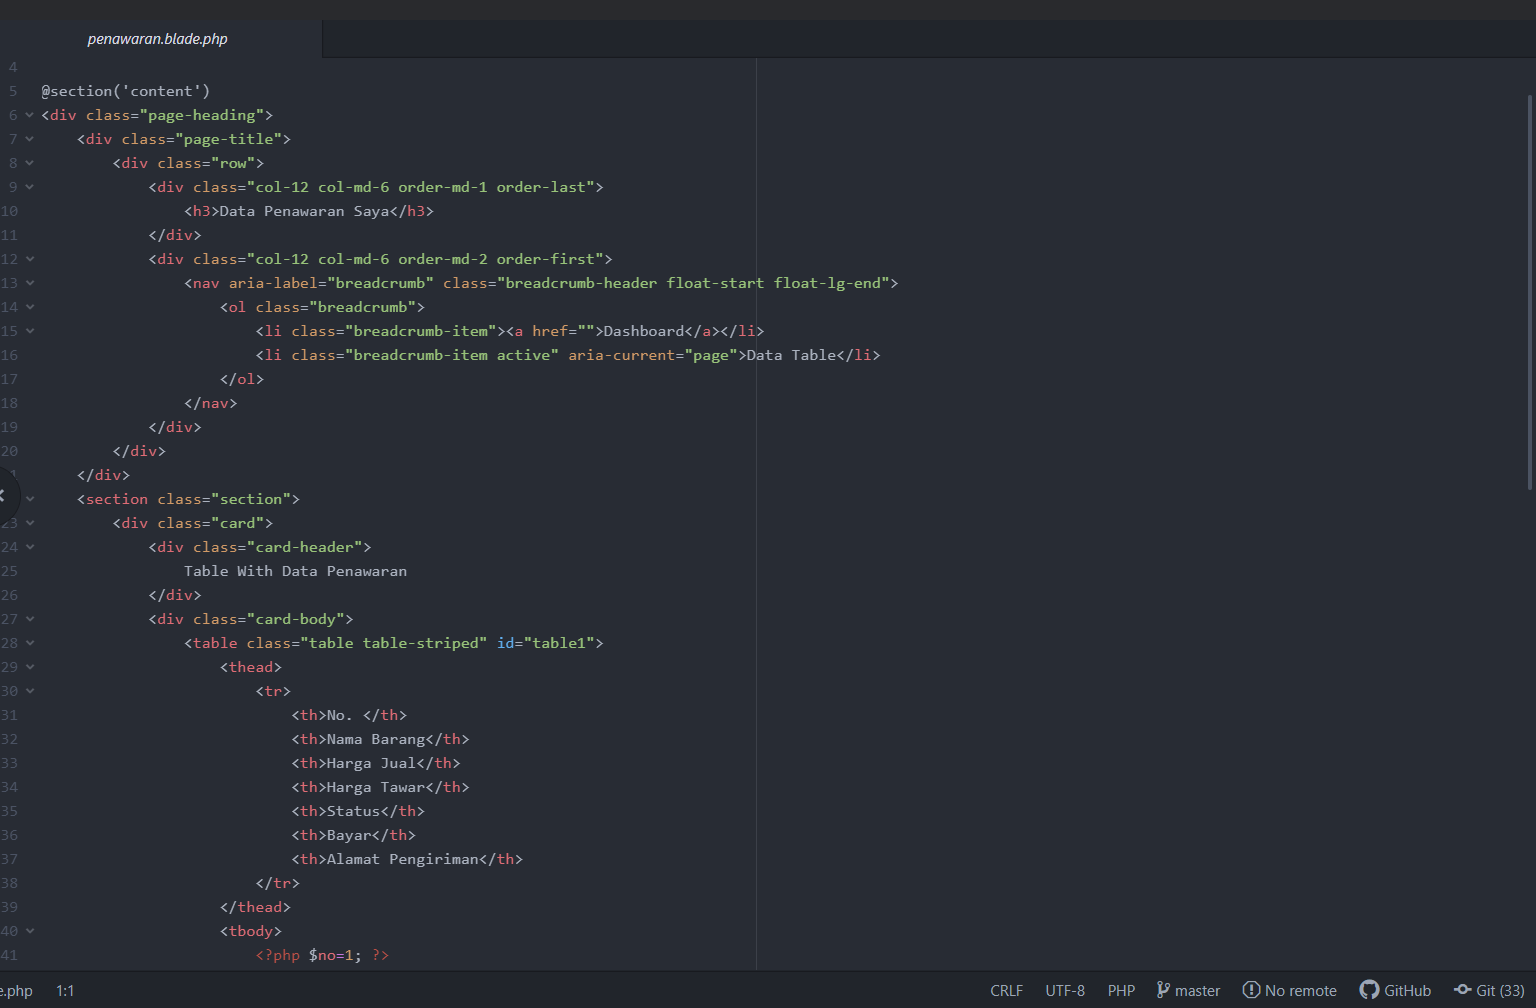 penawaran.blade.php
4
5 @section('content')
6 <div class="page-heading">
7     <div class="page-title">
8         <div class="row">
9             <div class="col-12 col-md-6 order-md-1 order-last">
10                 <h3>Data Penawaran Saya</h3>
11             </div>
12             <div class="col-12 col-md-6 order-md-2 order-first">
13                 <nav aria-label="breadcrumb" class="breadcrumb-header float-start float-lg-end">
14                     <ol class="breadcrumb">
15                         <li class="breadcrumb-item"><a href="">Dashboard</a></li>
16                         <li class="breadcrumb-item active" aria-current="page">Data Table</li>
17                     </ol>
18                 </nav>
19             </div>
20         </div>
1     </div>
    <section class="section">
23         <div class="card">
24             <div class="card-header">
25                 Table With Data Penawaran
26             </div>
27             <div class="card-body">
28                 <table class="table table-striped" id="table1">
29                     <thead>
30                         <tr>
31                             <th>No. </th>
32                             <th>Nama Barang</th>
33                             <th>Harga Jual</th>
34                             <th>Harga Tawar</th>
35                             <th>Status</th>
36                             <th>Bayar</th>
37                             <th>Alamat Pengiriman</th>
38                         </tr>
39                     </thead>
40                     <tbody>
41                         <?php $no=1; ?>
e.php 1:1 CRLF UTF-8 PHP master No remote GitHub Git (33)